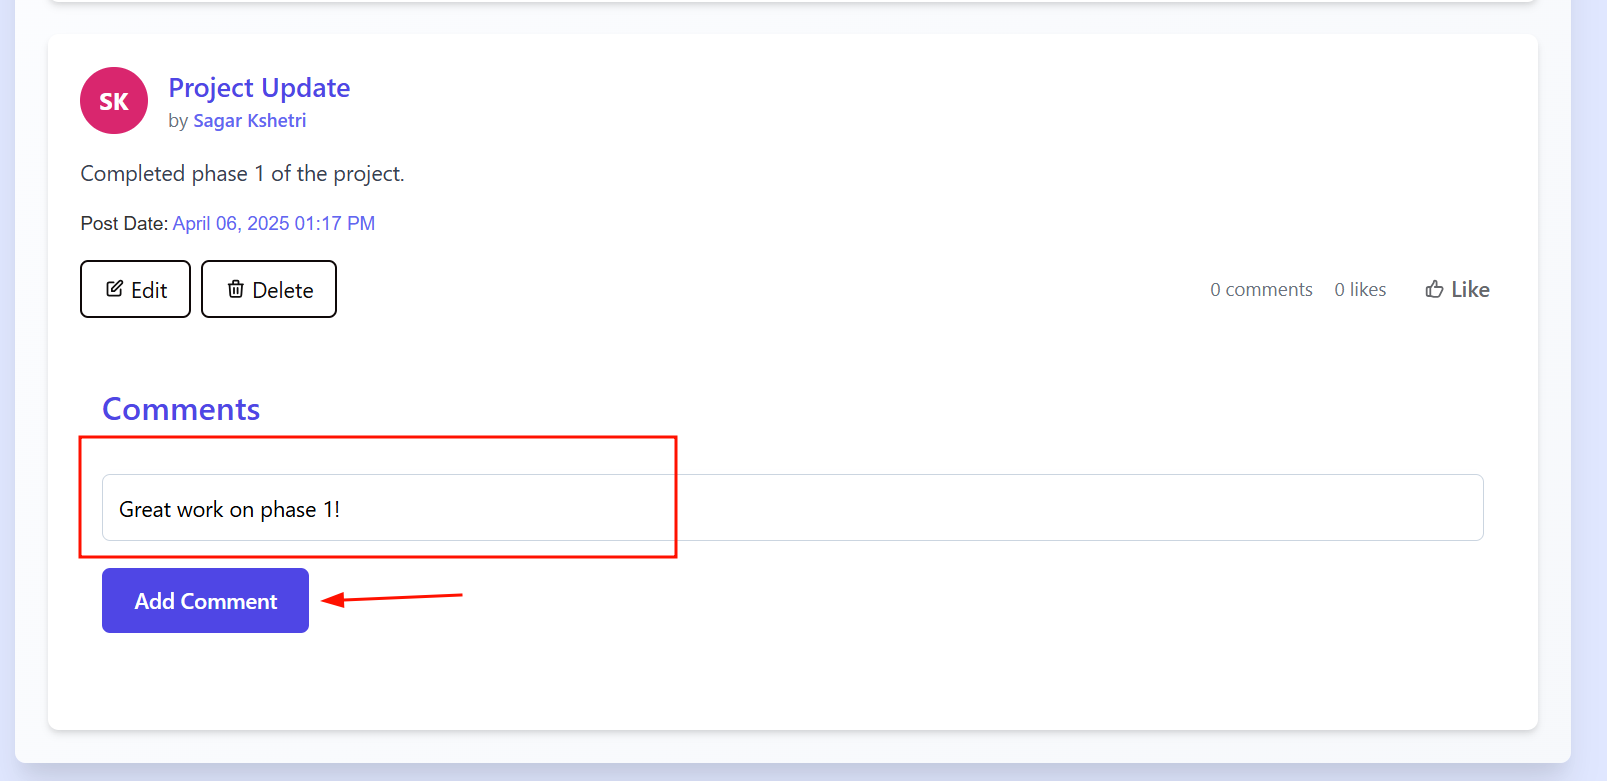 SK
Project Update
by Sagar Kshetri
Completed phase 1 of the project.
Post Date: April 06, 2025 01:17 PM
Edit Delete 0 comments 0 likes Like
Comments
Great work on phase 1!
Add Comment